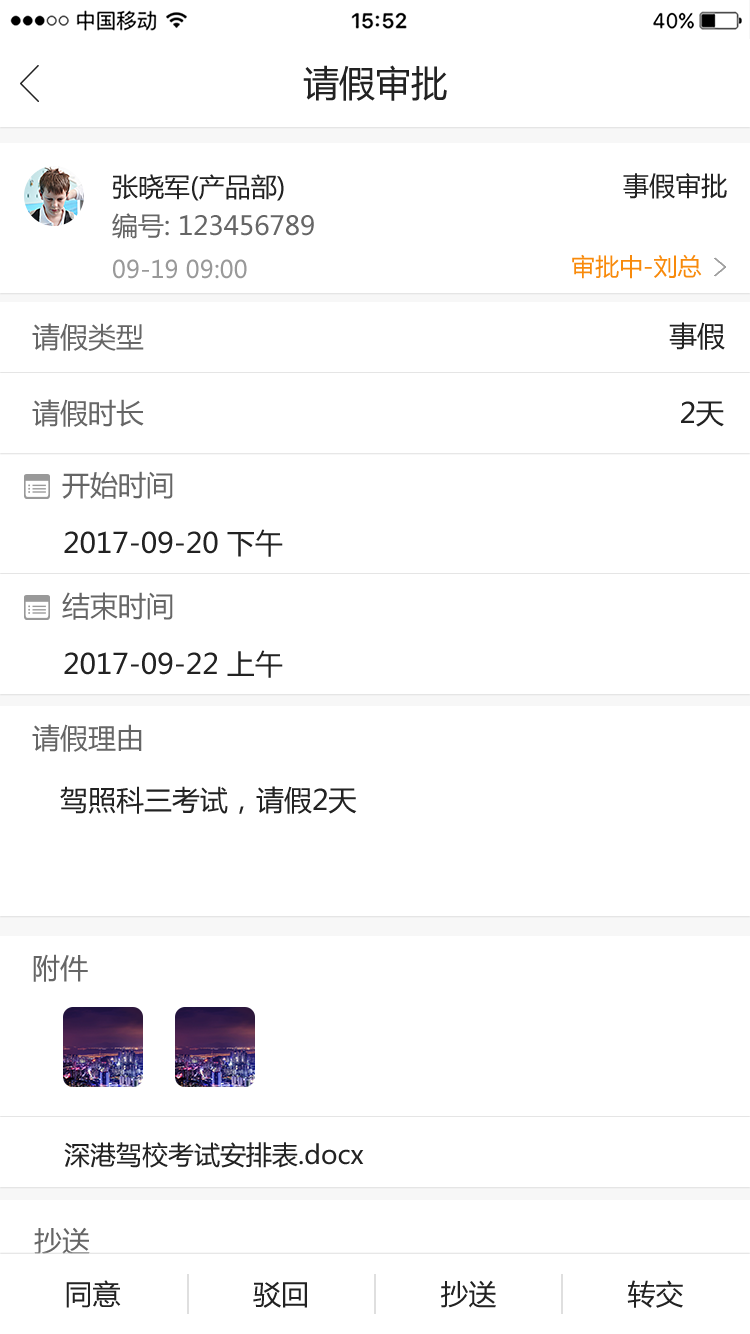 中国移动 15:52 40%
请假审批
张晓军(产品部) 事假审批
编号: 123456789
09-19 09:00 审批中-刘总
请假类型 事假
请假时长 2天
开始时间
2017-09-20 下午
结束时间
2017-09-22 上午
请假理由
驾照科三考试，请假2天
附件
深港驾校考试安排表.docx
抄送
同意 驳回 抄送 转交